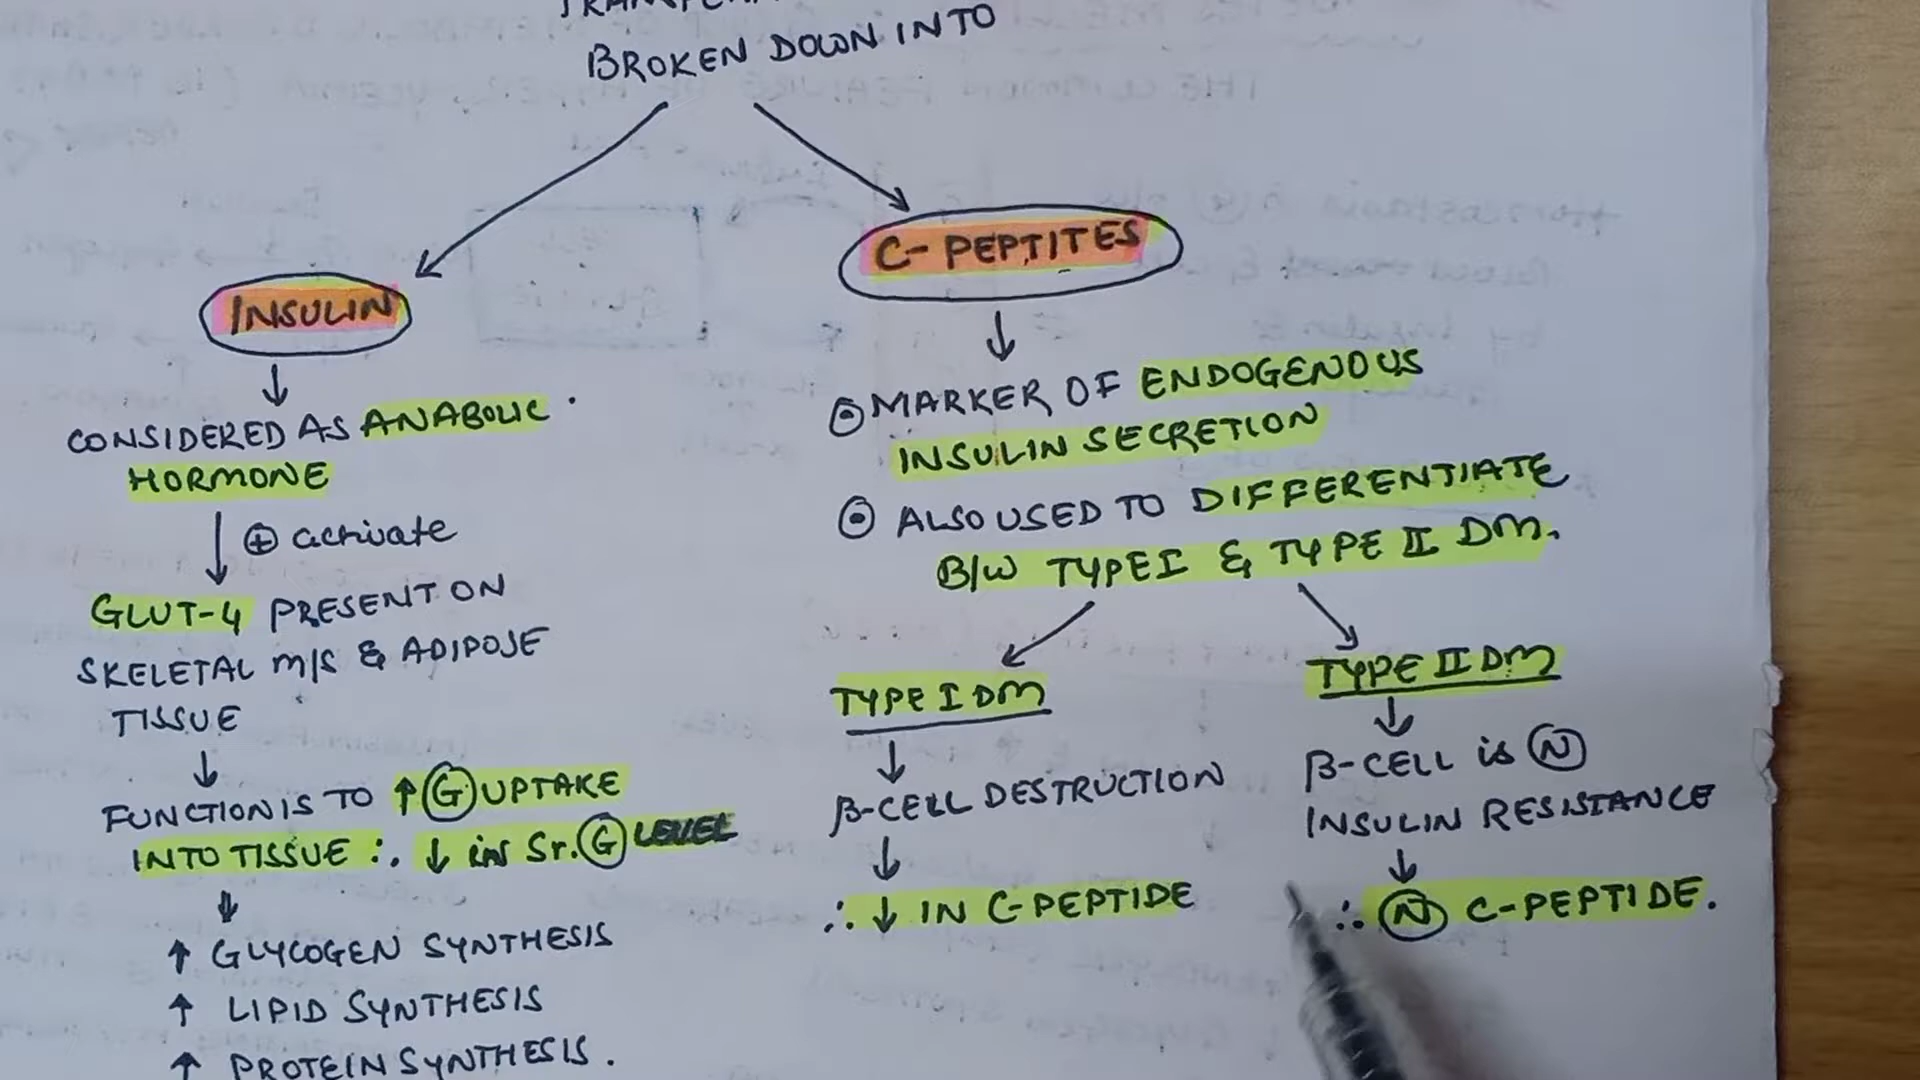 BROKEN DOWN INTO
INSULIN
CONSIDERED AS ANABOLIC
HORMONE
⊕ activate
GLUT-4 PRESENT ON
SKELETAL m/s & ADIPOSE
TISSUE
FUNCTION IS TO ↑ Ⓖ UPTAKE
INTO TISSUE ∴ ↓ in Sr. Ⓖ LEVEL
↑ GLYCOGEN SYNTHESIS
↑ LIPID SYNTHESIS
↑ PROTEIN SYNTHESIS.
C-PEPTITES
⊙ MARKER OF ENDOGENOUS
INSULIN SECRETION
⊙ ALSO USED TO DIFFERENTIATE
B/W TYPE I & TYPE II DM.
TYPE I DM
β-CELL DESTRUCTION
∴ ↓ IN C-PEPTIDE
TYPE II DM
β-CELL is Ⓝ
INSULIN RESISTANCE
∴ Ⓝ C-PEPTIDE.